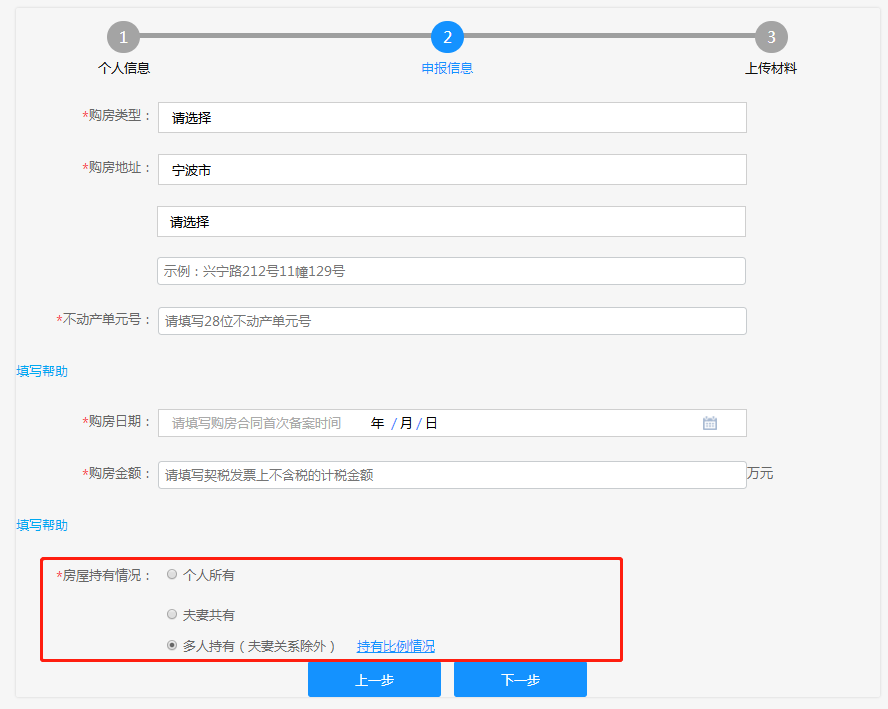 1 2 3
个人信息 申报信息 上传材料
*购房类型： 请选择
*购房地址： 宁波市
请选择
示例：兴宁路212号11幢129号
*不动产单元号： 请填写28位不动产单元号
填写帮助
*购房日期： 请填写购房合同首次备案时间 年 / 月 / 日
*购房金额： 请填写契税发票上不含税的计税金额 万元
填写帮助
*房屋持有情况： 个人所有
夫妻共有
多人持有（夫妻关系除外） 持有比例情况
上一步 下一步